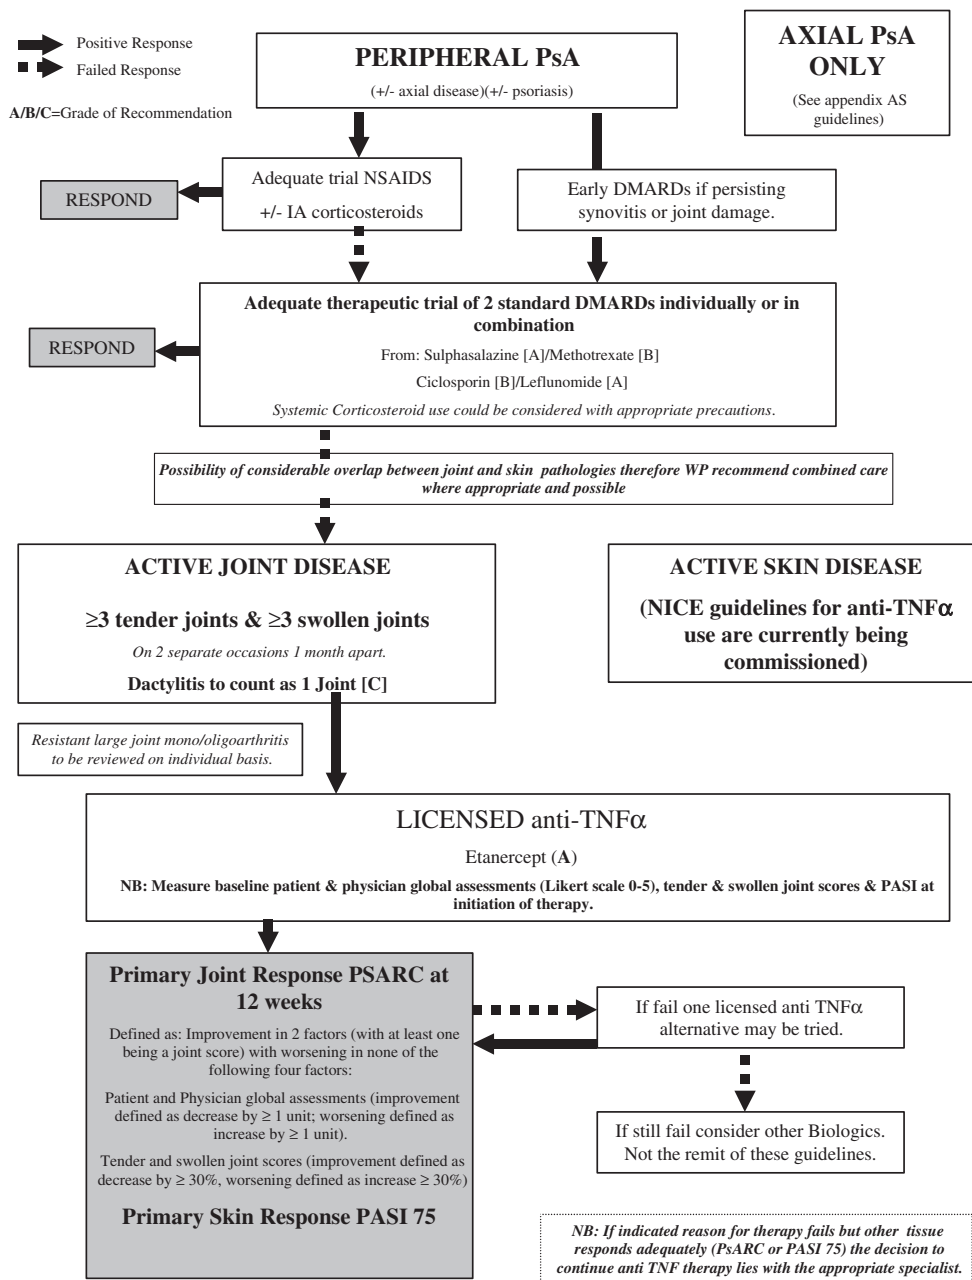 Positive Response
Failed Response
A/B/C=Grade of Recommendation
PERIPHERAL PsA
(+/- axial disease)(+/- psoriasis)
AXIAL PsA
ONLY
(See appendix AS
guidelines)
RESPOND
Adequate trial NSAIDS
+/- IA corticosteroids
Early DMARDs if persisting
synovitis or joint damage.
RESPOND
Adequate therapeutic trial of 2 standard DMARDs individually or in
combination
From: Sulphasalazine [A]/Methotrexate [B]
Ciclosporin [B]/Leflunomide [A]
Systemic Corticosteroid use could be considered with appropriate precautions.
Possibility of considerable overlap between joint and skin pathologies therefore WP recommend combined care
where appropriate and possible
ACTIVE JOINT DISEASE
≥3 tender joints & ≥3 swollen joints
On 2 separate occasions 1 month apart.
Dactylitis to count as 1 Joint [C]
ACTIVE SKIN DISEASE
(NICE guidelines for anti-TNFα
use are currently being
commissioned)
Resistant large joint mono/oligoarthritis
to be reviewed on individual basis.
LICENSED anti-TNFα
Etanercept (A)
NB: Measure baseline patient & physician global assessments (Likert scale 0-5), tender & swollen joint scores & PASI at
initiation of therapy.
Primary Joint Response PSARC at
12 weeks
Defined as: Improvement in 2 factors (with at least one
being a joint score) with worsening in none of the
following four factors:
Patient and Physician global assessments (improvement
defined as decrease by ≥ 1 unit; worsening defined as
increase by ≥ 1 unit).
Tender and swollen joint scores (improvement defined as
decrease by ≥ 30%, worsening defined as increase ≥ 30%)
Primary Skin Response PASI 75
If fail one licensed anti TNFα
alternative may be tried.
If still fail consider other Biologics.
Not the remit of these guidelines.
NB: If indicated reason for therapy fails but other tissue
responds adequately (PsARC or PASI 75) the decision to
continue anti TNF therapy lies with the appropriate specialist.